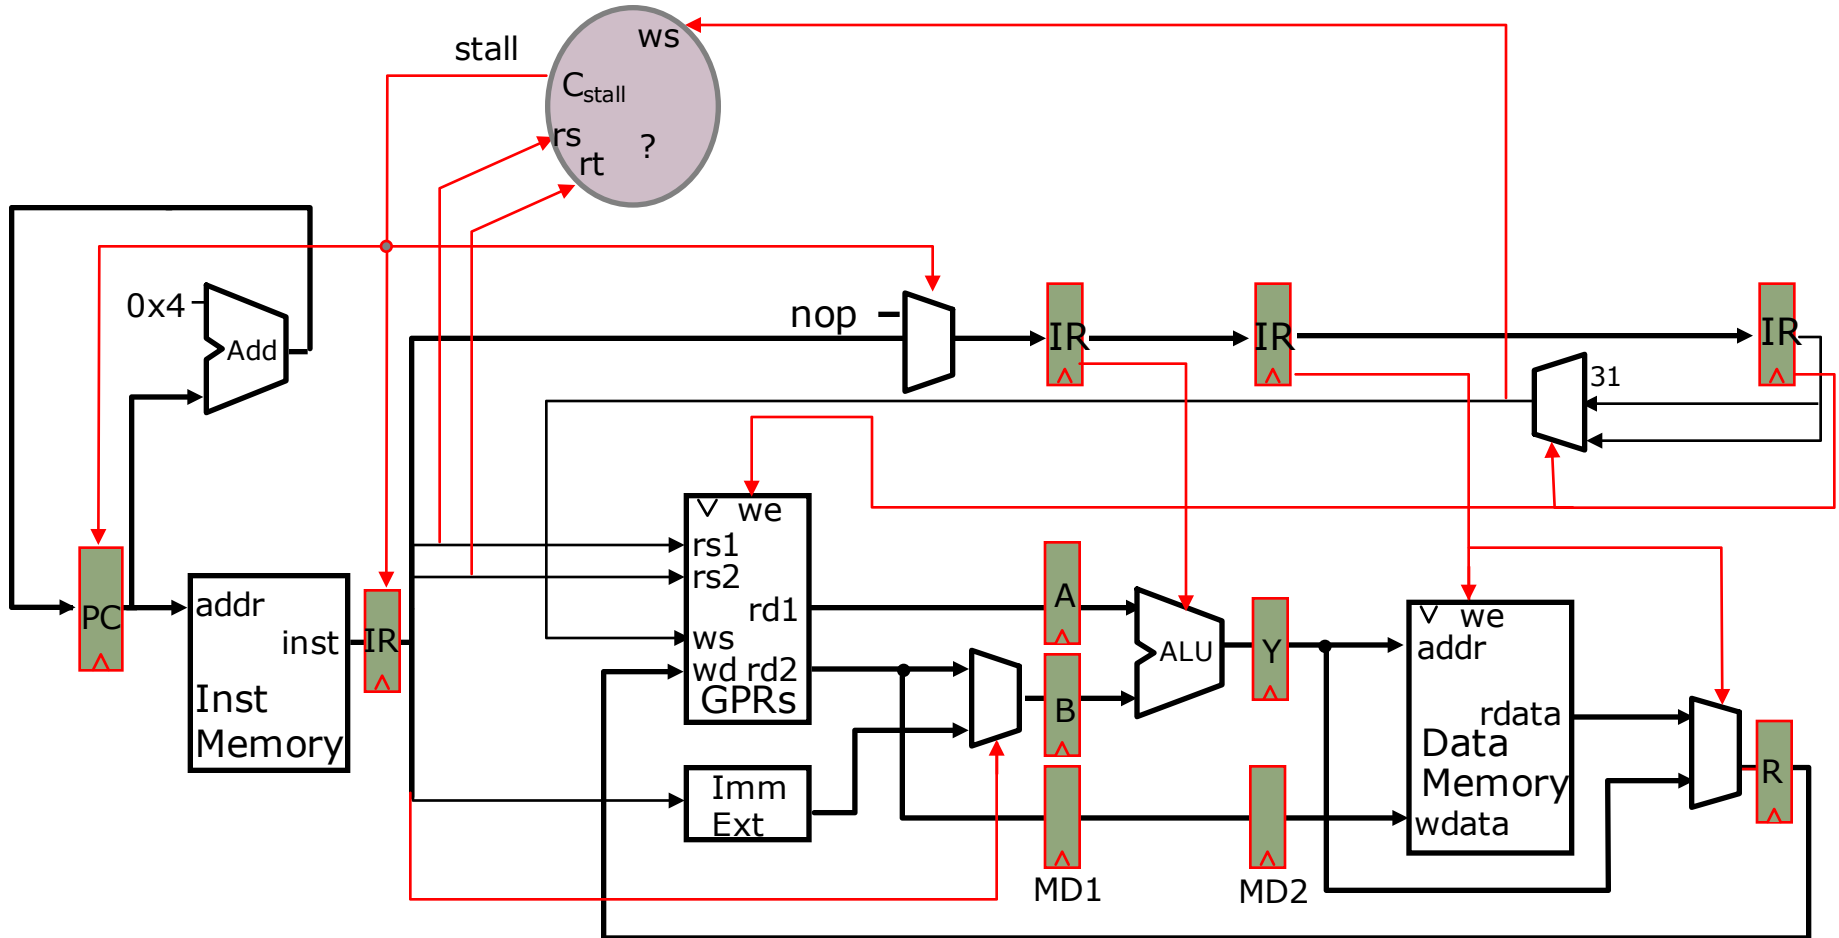 ws
stall
C stall
rs
?
rt
0x4
nop
Add
IR
IR
IR
31
we
rs1
rs2
rd1
ws
wd rd2
GPRs
PC
addr
inst
Inst
Memory
IR
A
B
ALU
Y
we
addr
rdata
Data
Memory
wdata
R
Imm
Ext
MD1
MD2